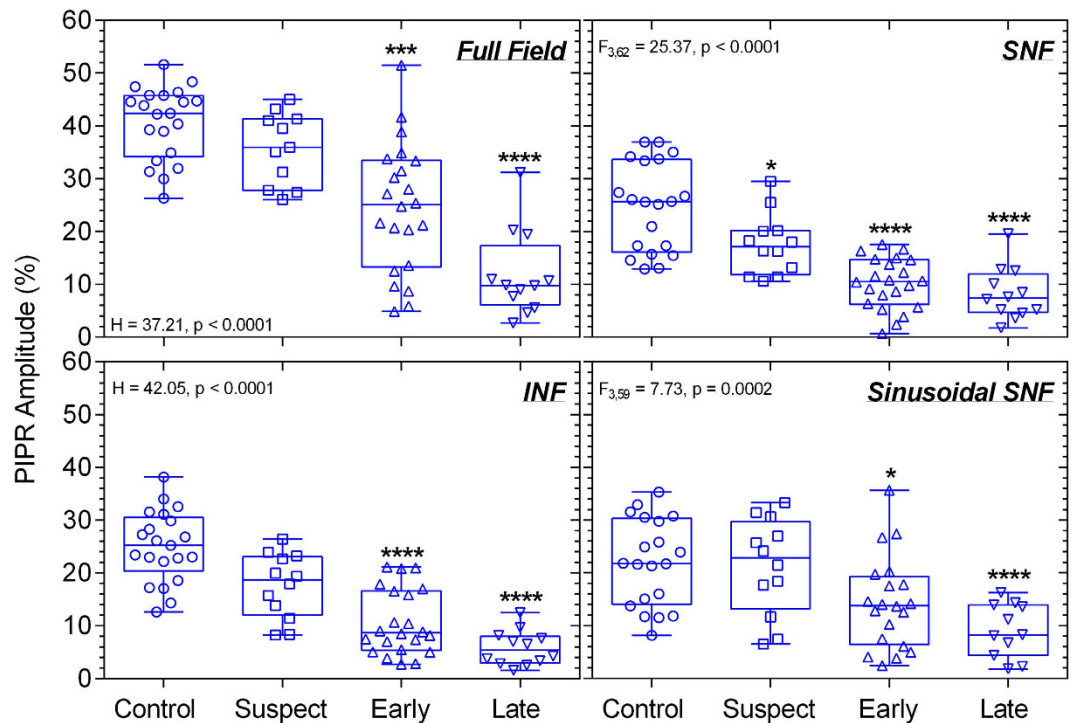 PIPR Amplitude (%)
60
50
40
30
20
10
0
***
Full Field
****
H = 37.21, p < 0.0001
F3,62 = 25.37, p < 0.0001
SNF
*
****
****
60
50
40
30
20
10
0
H = 42.05, p < 0.0001
INF
****
****
F3,59 = 7.73, p = 0.0002
Sinusoidal SNF
*
****
Control Suspect Early Late
Control Suspect Early Late